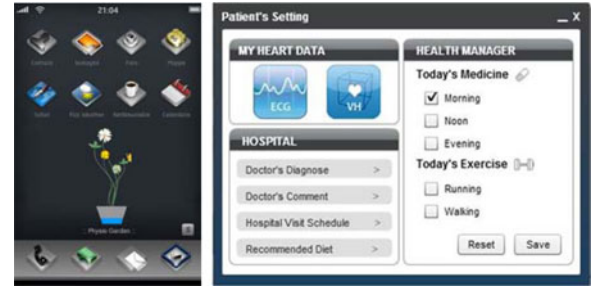 21:04
:: Physis Garden ::
Patient's Setting
_ X
MY HEART DATA
ECG
VH
HOSPITAL
Doctor's Diagnose >
Doctor's Comment >
Hospital Visit Schedule >
Recommended Diet >
HEALTH MANAGER
Today's Medicine
Morning
Noon
Evening
Today's Exercise
Running
Walking
Reset Save